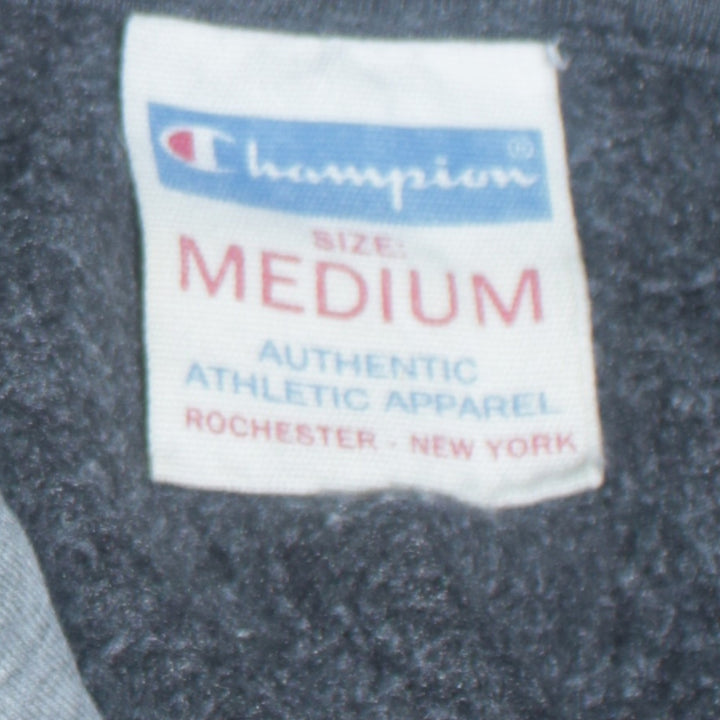 Champion®
SIZE:
MEDIUM
AUTHENTIC
ATHLETIC APPAREL
ROCHESTER · NEW YORK